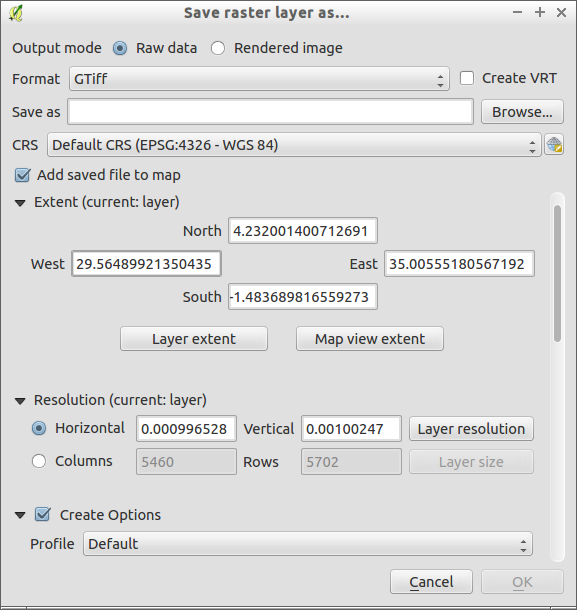 Save raster layer as...
Output mode Raw data Rendered image
Format GTiff Create VRT
Save as Browse...
CRS Default CRS (EPSG:4326 - WGS 84)
Add saved file to map
Extent (current: layer)
North 4.232001400712691
West 29.56489921350435 East 35.00555180567192
South -1.483689816559273
Layer extent Map view extent
Resolution (current: layer)
Horizontal 0.000996528 Vertical 0.00100247 Layer resolution
Columns 5460 Rows 5702 Layer size
Create Options
Profile Default
Cancel OK